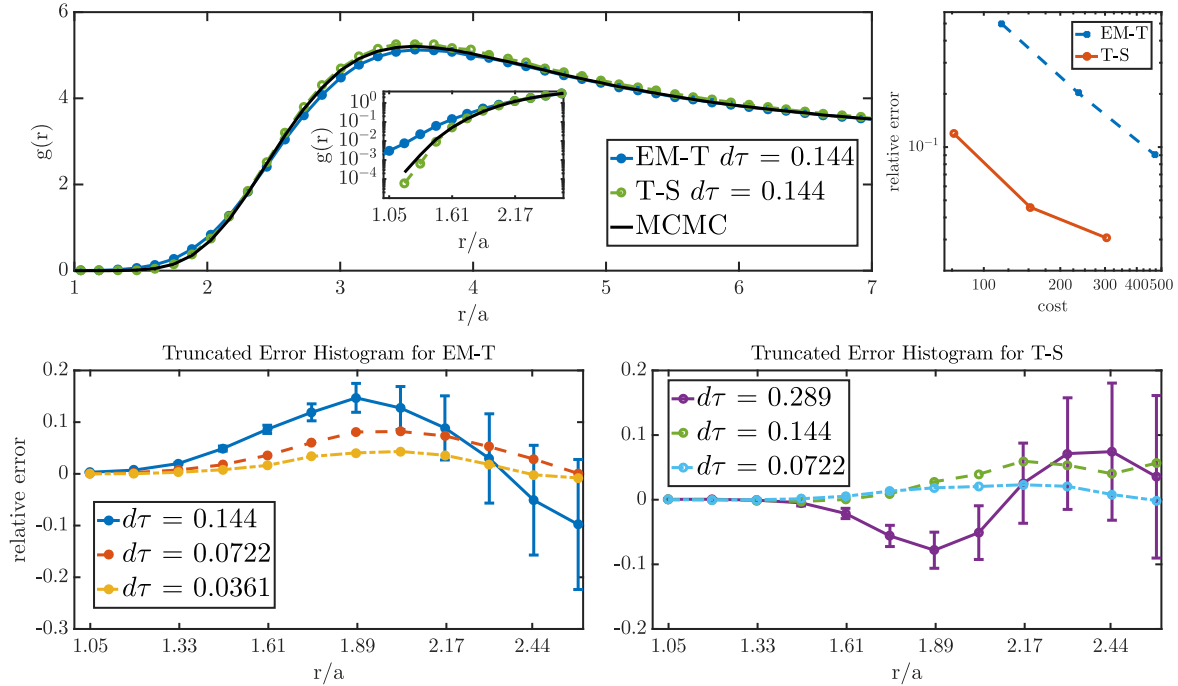 6
4
2
0
g(r)
1
2
3
4
5
6
7
r/a
10⁰
10⁻¹
10⁻²
10⁻³
10⁻⁴
g(r)
1.05
1.61
2.17
r/a
EM-T dτ = 0.144
T-S dτ = 0.144
MCMC
EM-T
T-S
10⁻¹
relative error
100
200
300
400500
cost
Truncated Error Histogram for EM-T
0.2
0.1
0
-0.1
-0.2
-0.3
relative error
dτ = 0.144
dτ = 0.0722
dτ = 0.0361
1.05
1.33
1.61
1.89
2.17
2.44
r/a
Truncated Error Histogram for T-S
0.2
0.1
0
-0.1
-0.2
dτ = 0.289
dτ = 0.144
dτ = 0.0722
1.05
1.33
1.61
1.89
2.17
2.44
r/a